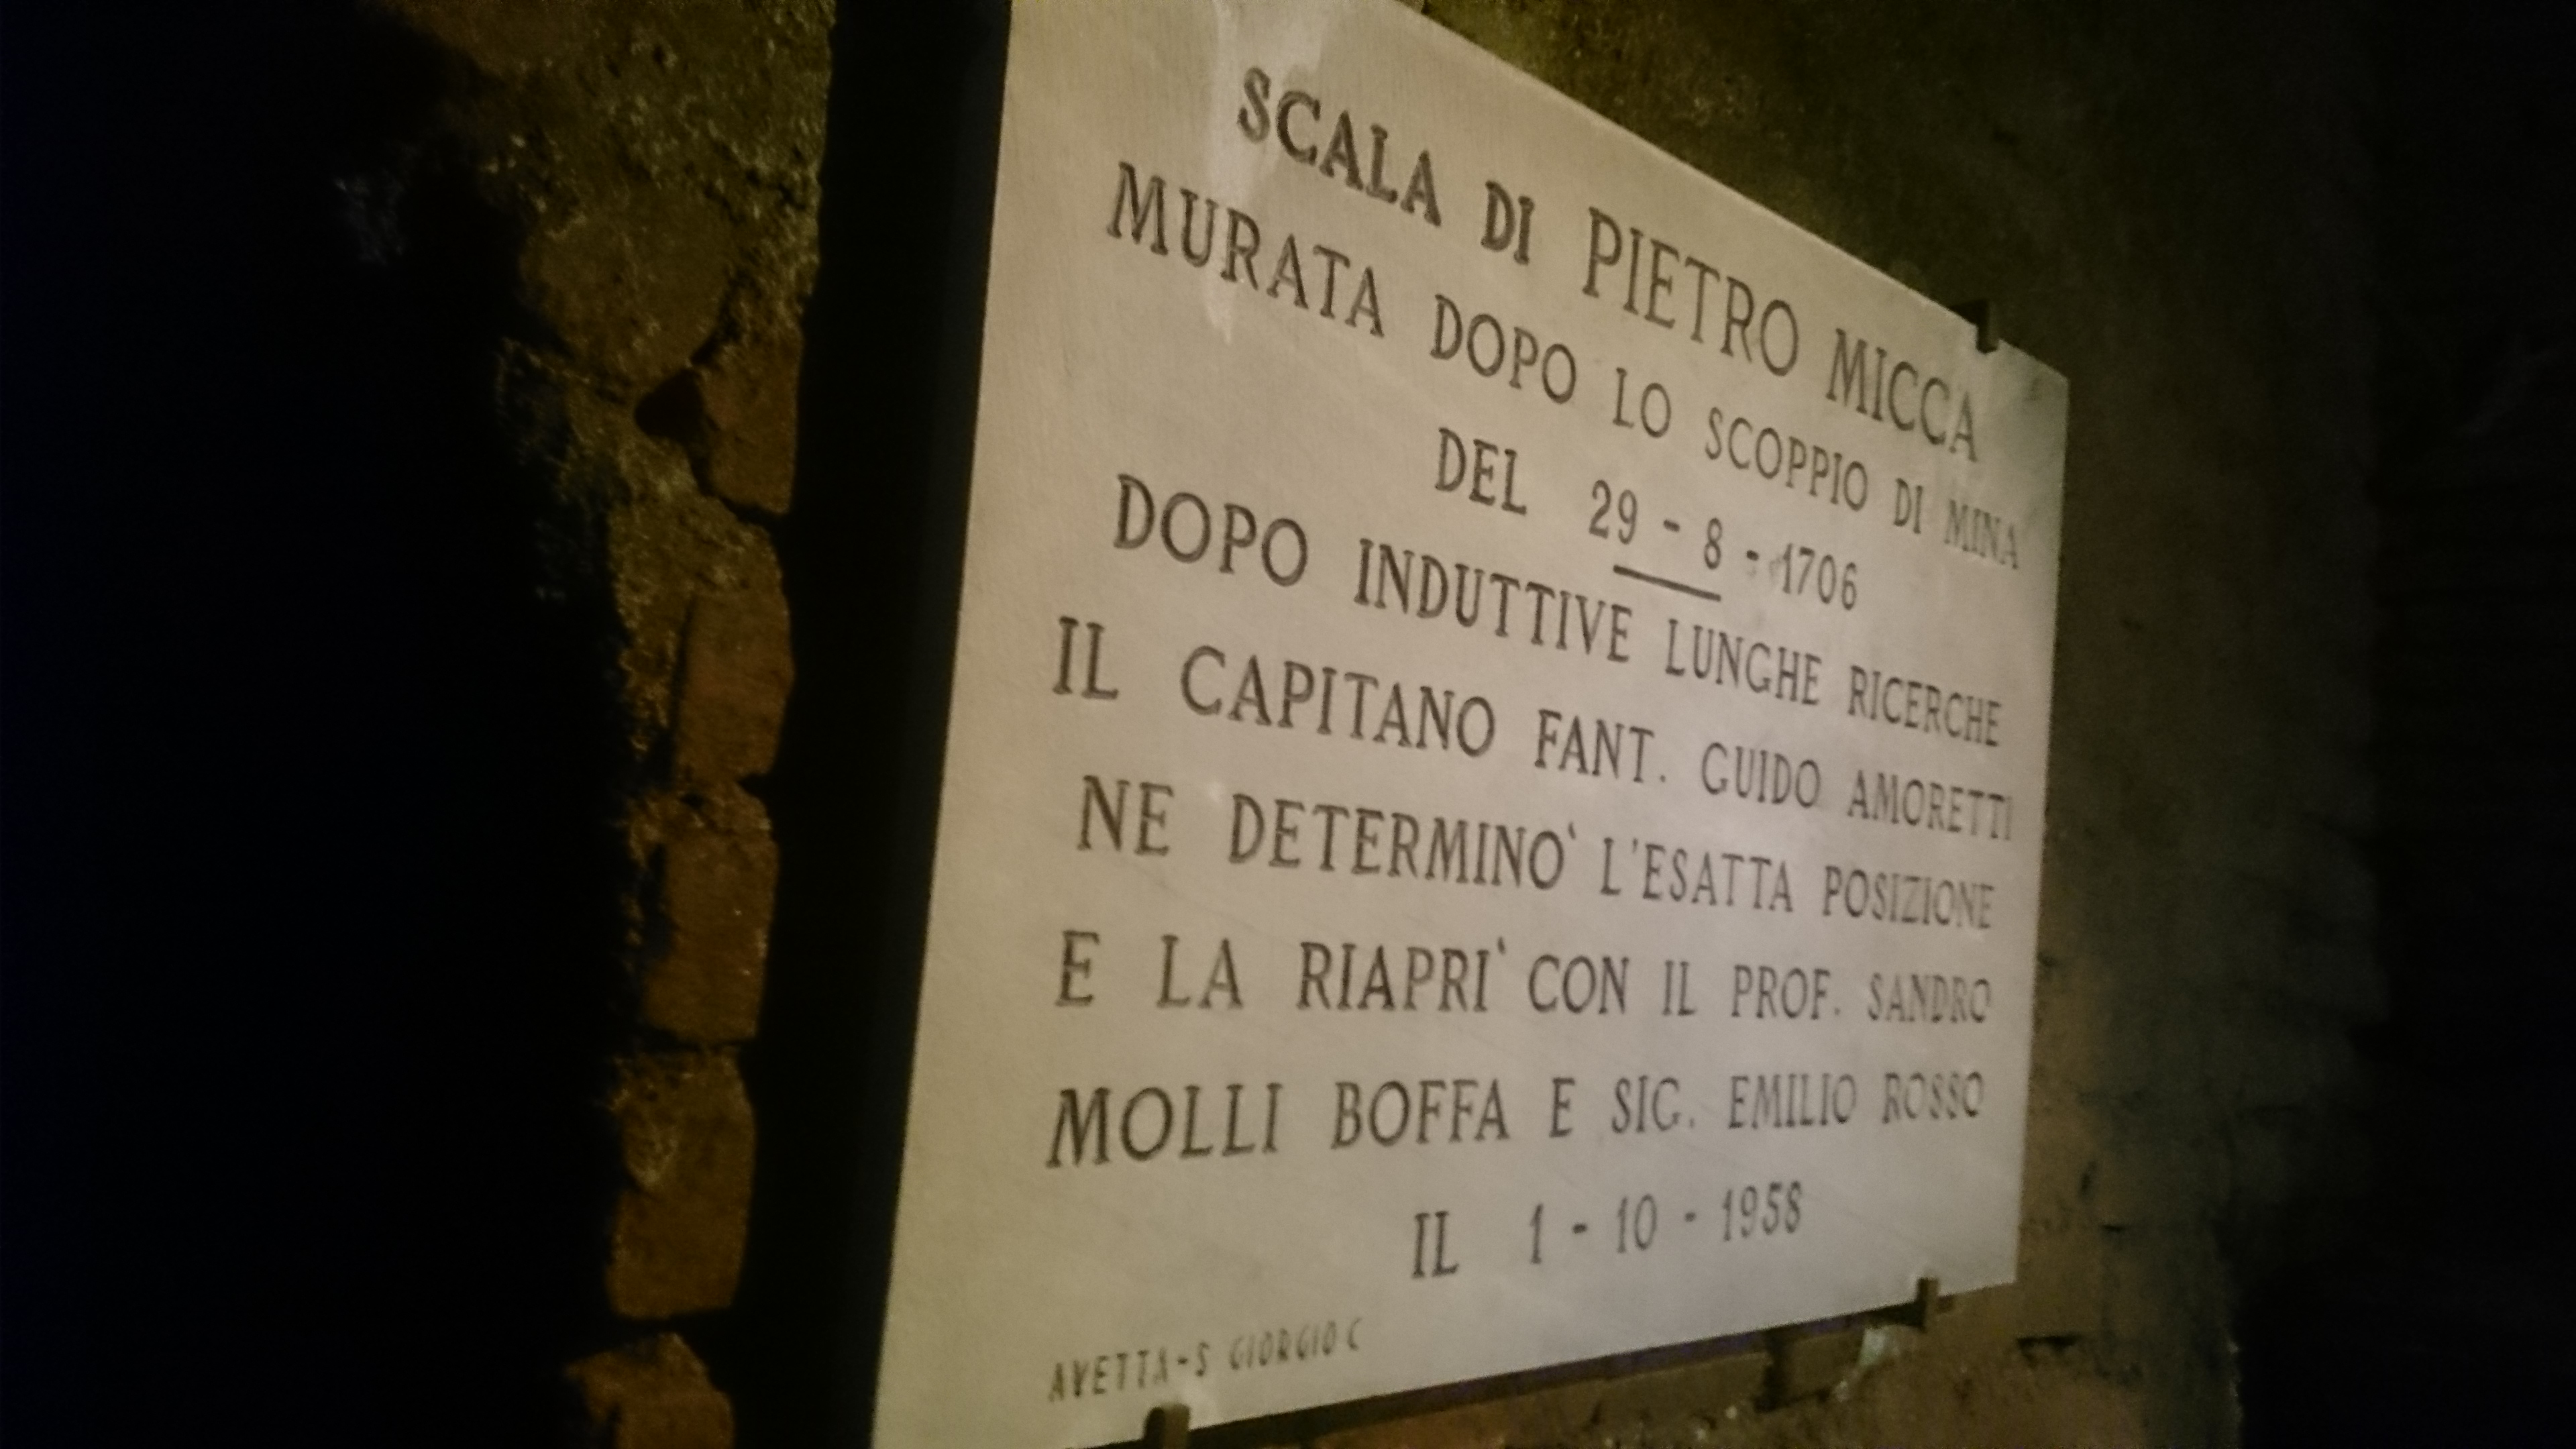 SCALA DI PIETRO MICCA
MURATA DOPO LO SCOPPIO DI MINA
DEL 29 - 8 - 1706
DOPO INDUTTIVE LUNGHE RICERCHE
IL CAPITANO FANT. GUIDO AMORETTI
NE DETERMINO` L'ESATTA POSIZIONE
E LA RIAPRI` CON IL PROF. SANDRO
MOLLI BOFFA E SIG. EMILIO ROSSO
IL 1 - 10 - 1958
AVETTA-S GIORGIO C